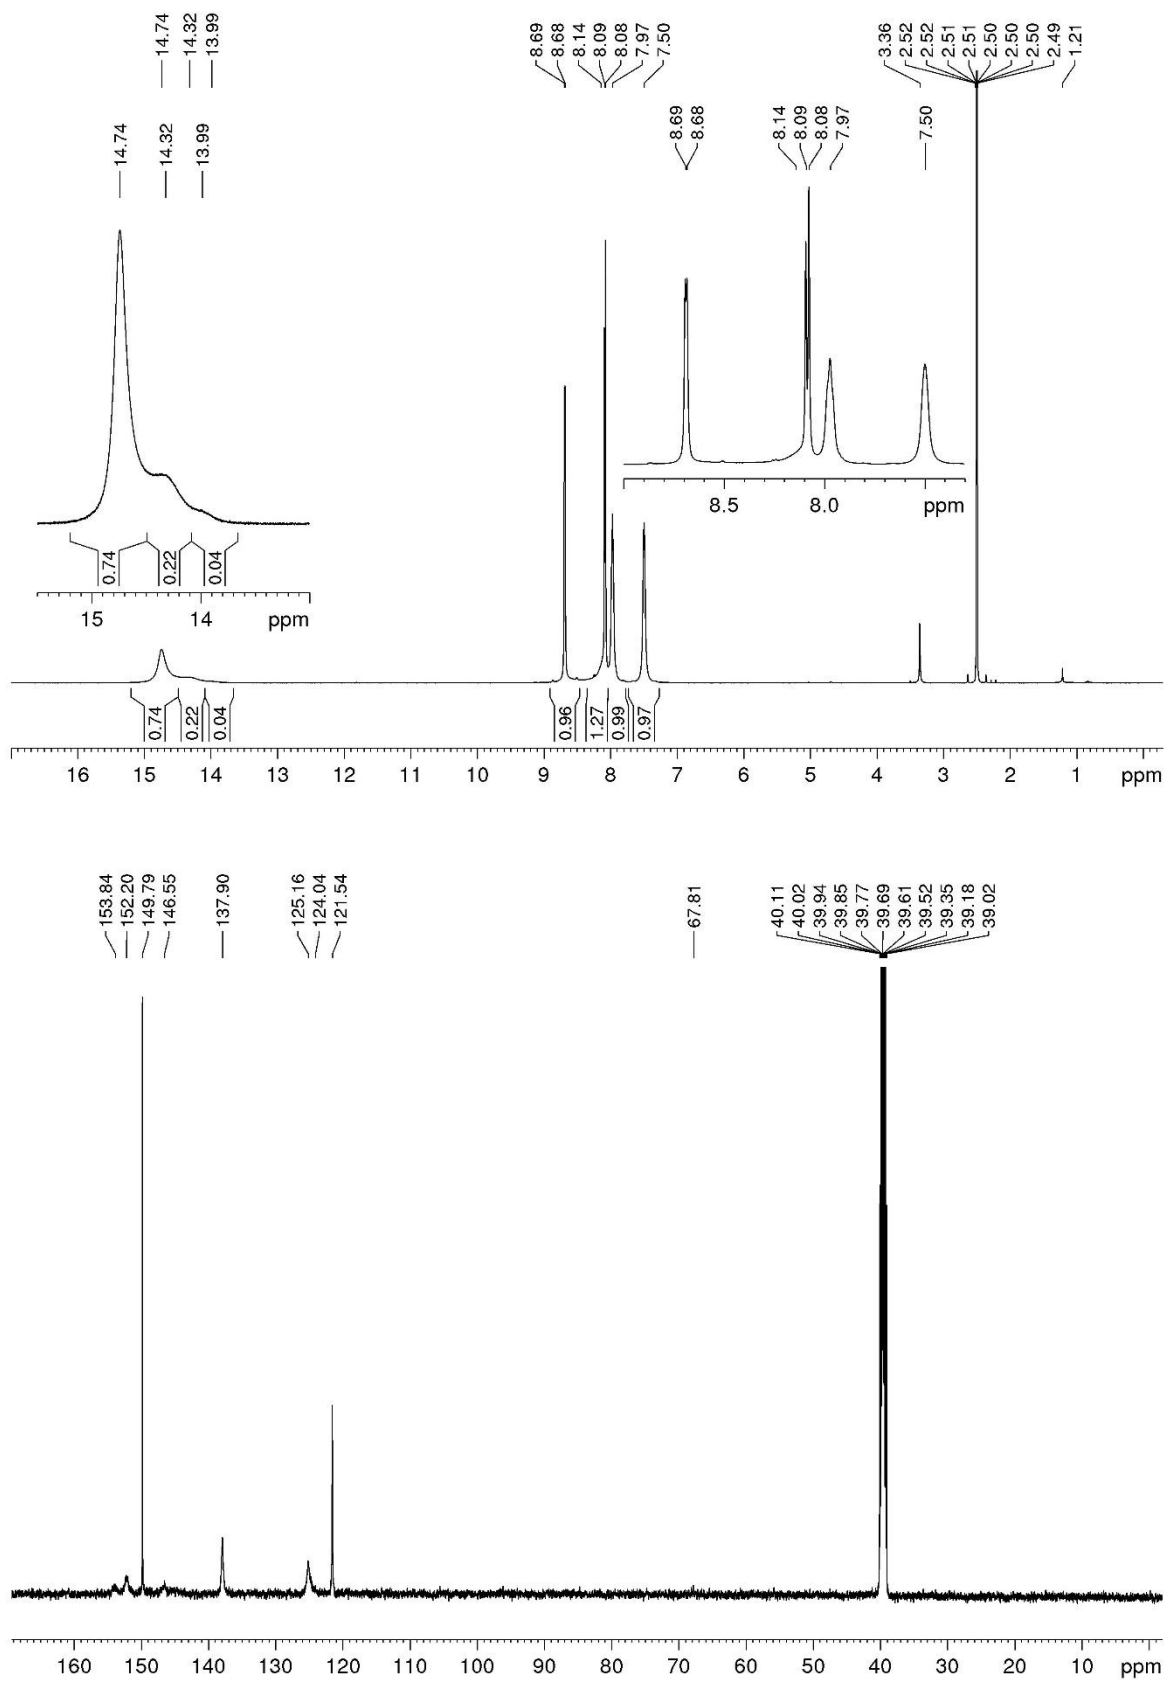 14.74 14.32 13.99 8.69 8.68 8.14 8.09 8.08 7.97 7.50 3.36 2.52 2.52 2.51 2.51 2.50 2.50 2.50 2.49 1.21
14.74 14.32 13.99
8.69 8.68 8.14 8.09 8.08 7.97 7.50
8.5 8.0 ppm
0.74 0.22 0.04
15 14 ppm
0.74 0.22 0.04 0.96 1.27 0.99 0.97
16 15 14 13 12 11 10 9 8 7 6 5 4 3 2 1 ppm
153.84 152.20 149.79 146.55 137.90 125.16 124.04 121.54 67.81 40.11 40.02 39.94 39.85 39.77 39.69 39.61 39.52 39.35 39.18 39.02
160 150 140 130 120 110 100 90 80 70 60 50 40 30 20 10 ppm